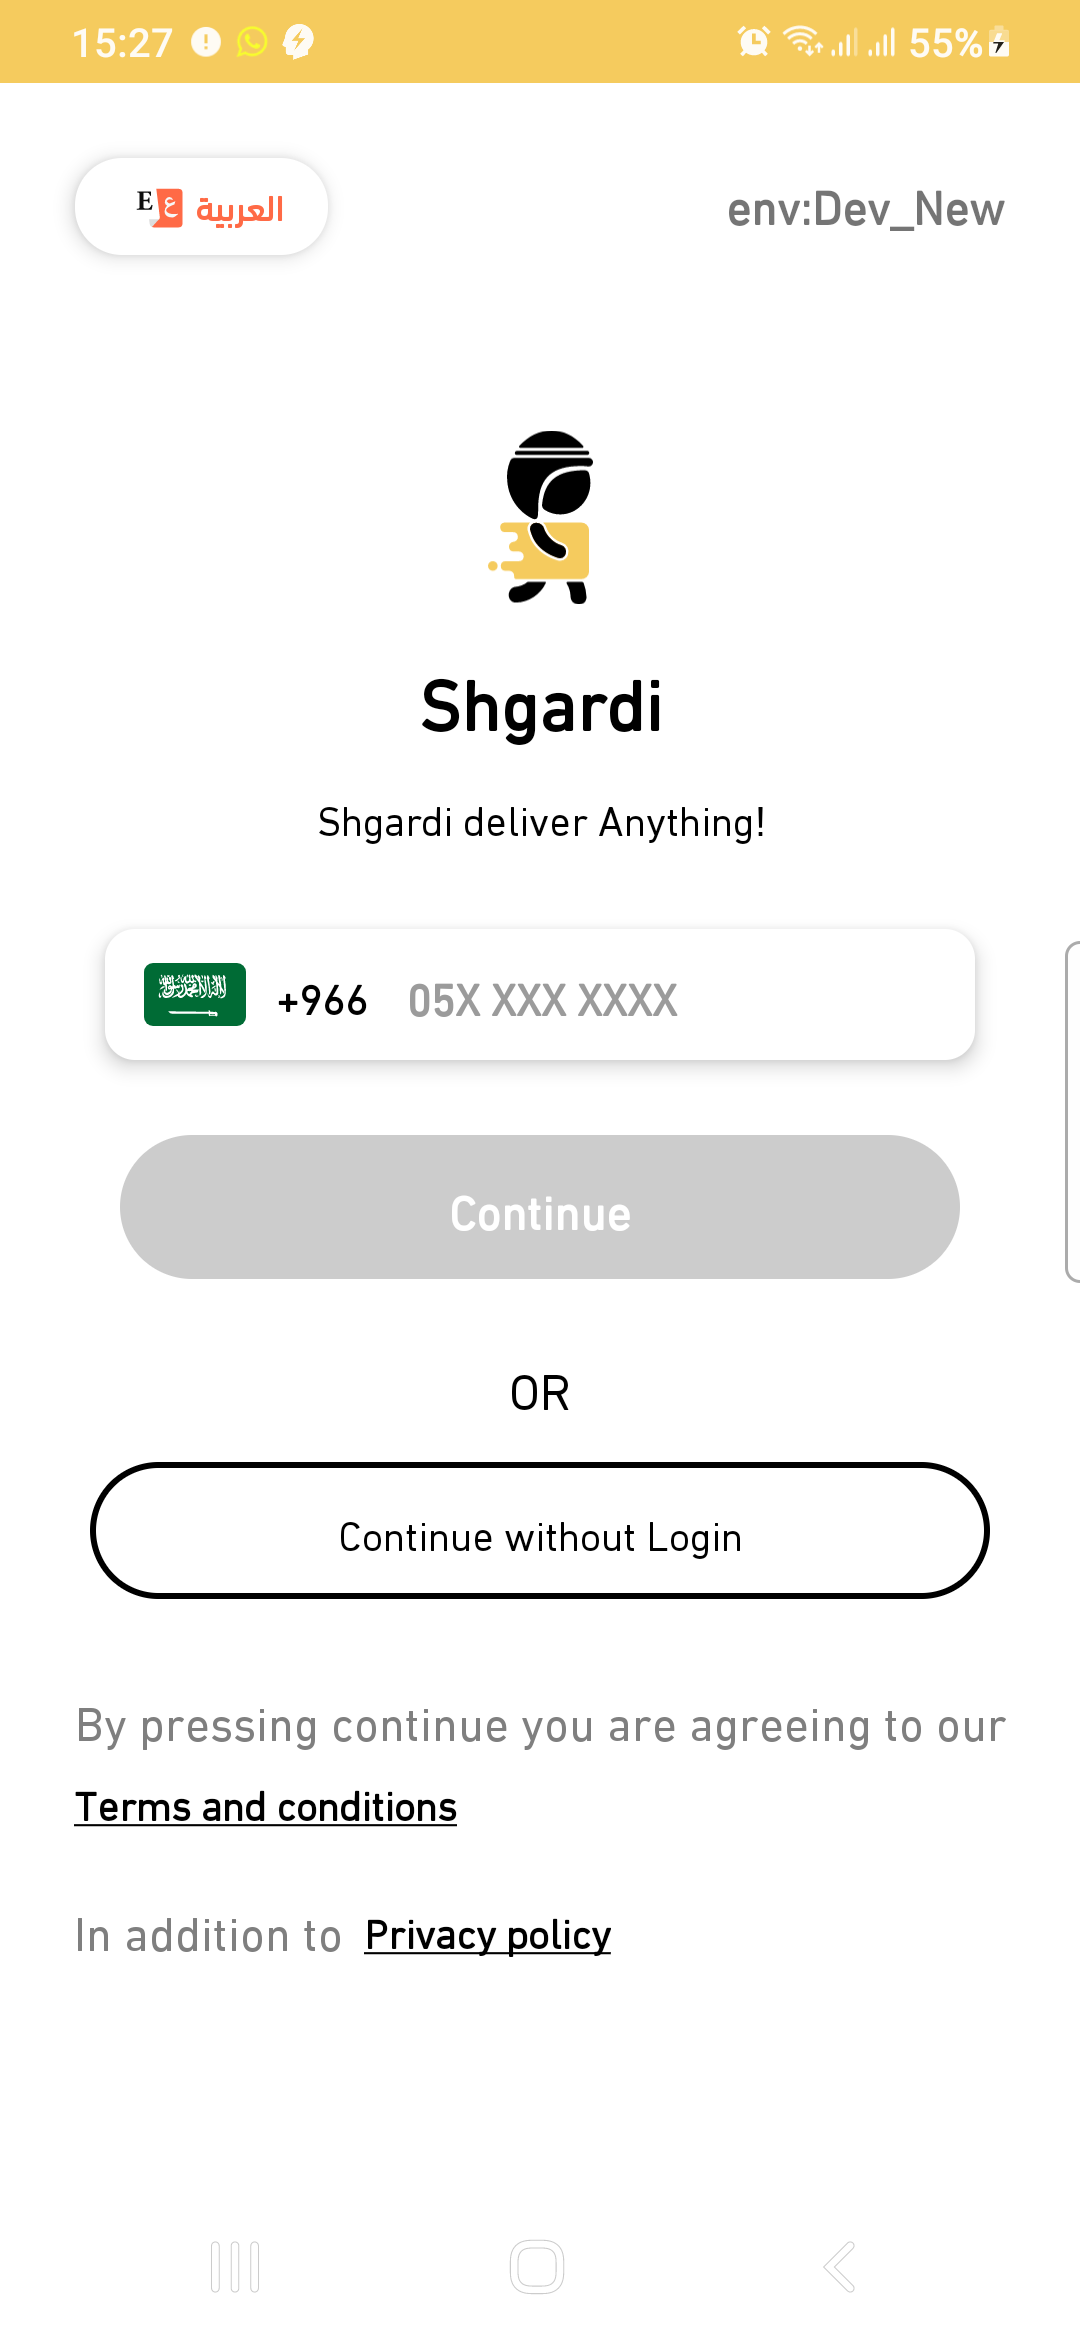 15:27
55%
E ع العربية
env:Dev_New
Shgardi
Shgardi deliver Anything!
+966 05X XXX XXXX
Continue
OR
Continue without Login
By pressing continue you are agreeing to our
Terms and conditions
In addition to Privacy policy